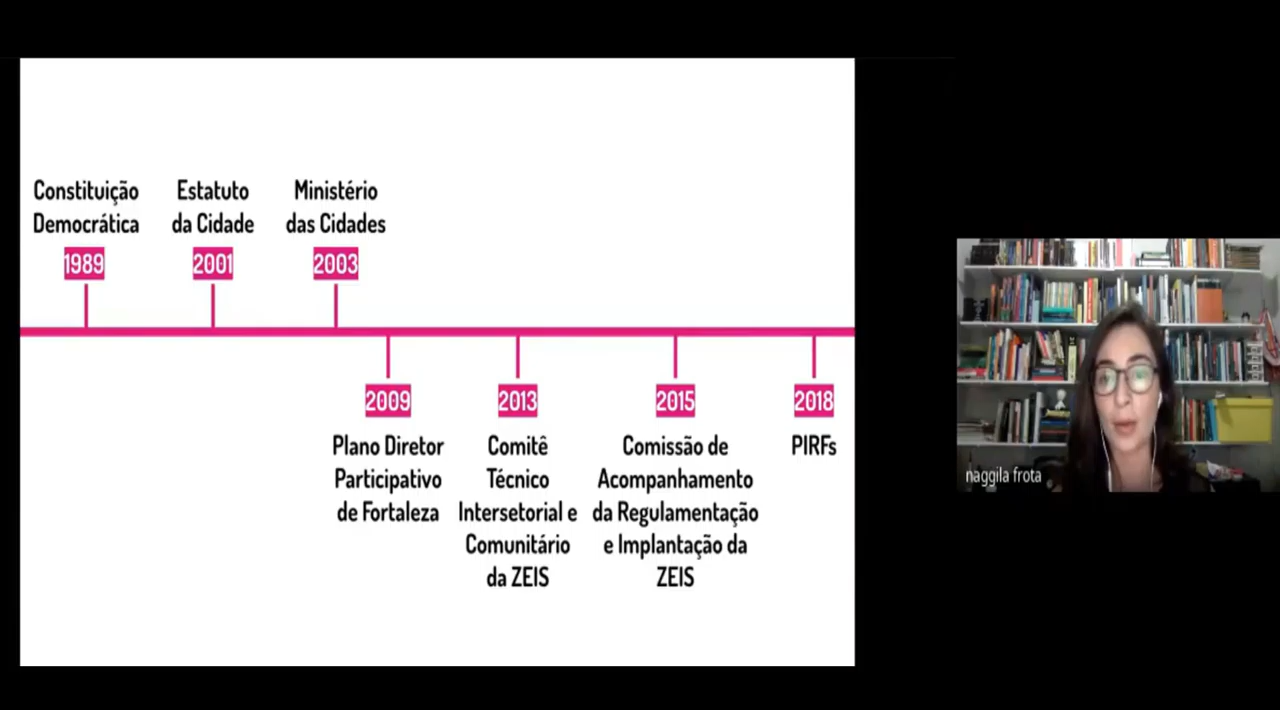 Constituição
Democrática
1989
Estatuto
da Cidade
2001
Ministério
das Cidades
2003
2009
Plano Diretor
Participativo
de Fortaleza
2013
Comitê
Técnico
Intersetorial e
Comunitário
da ZEIS
2015
Comissão de
Acompanhamento
da Regulamentação
e Implantação da
ZEIS
2018
PIRFs
naggila frota